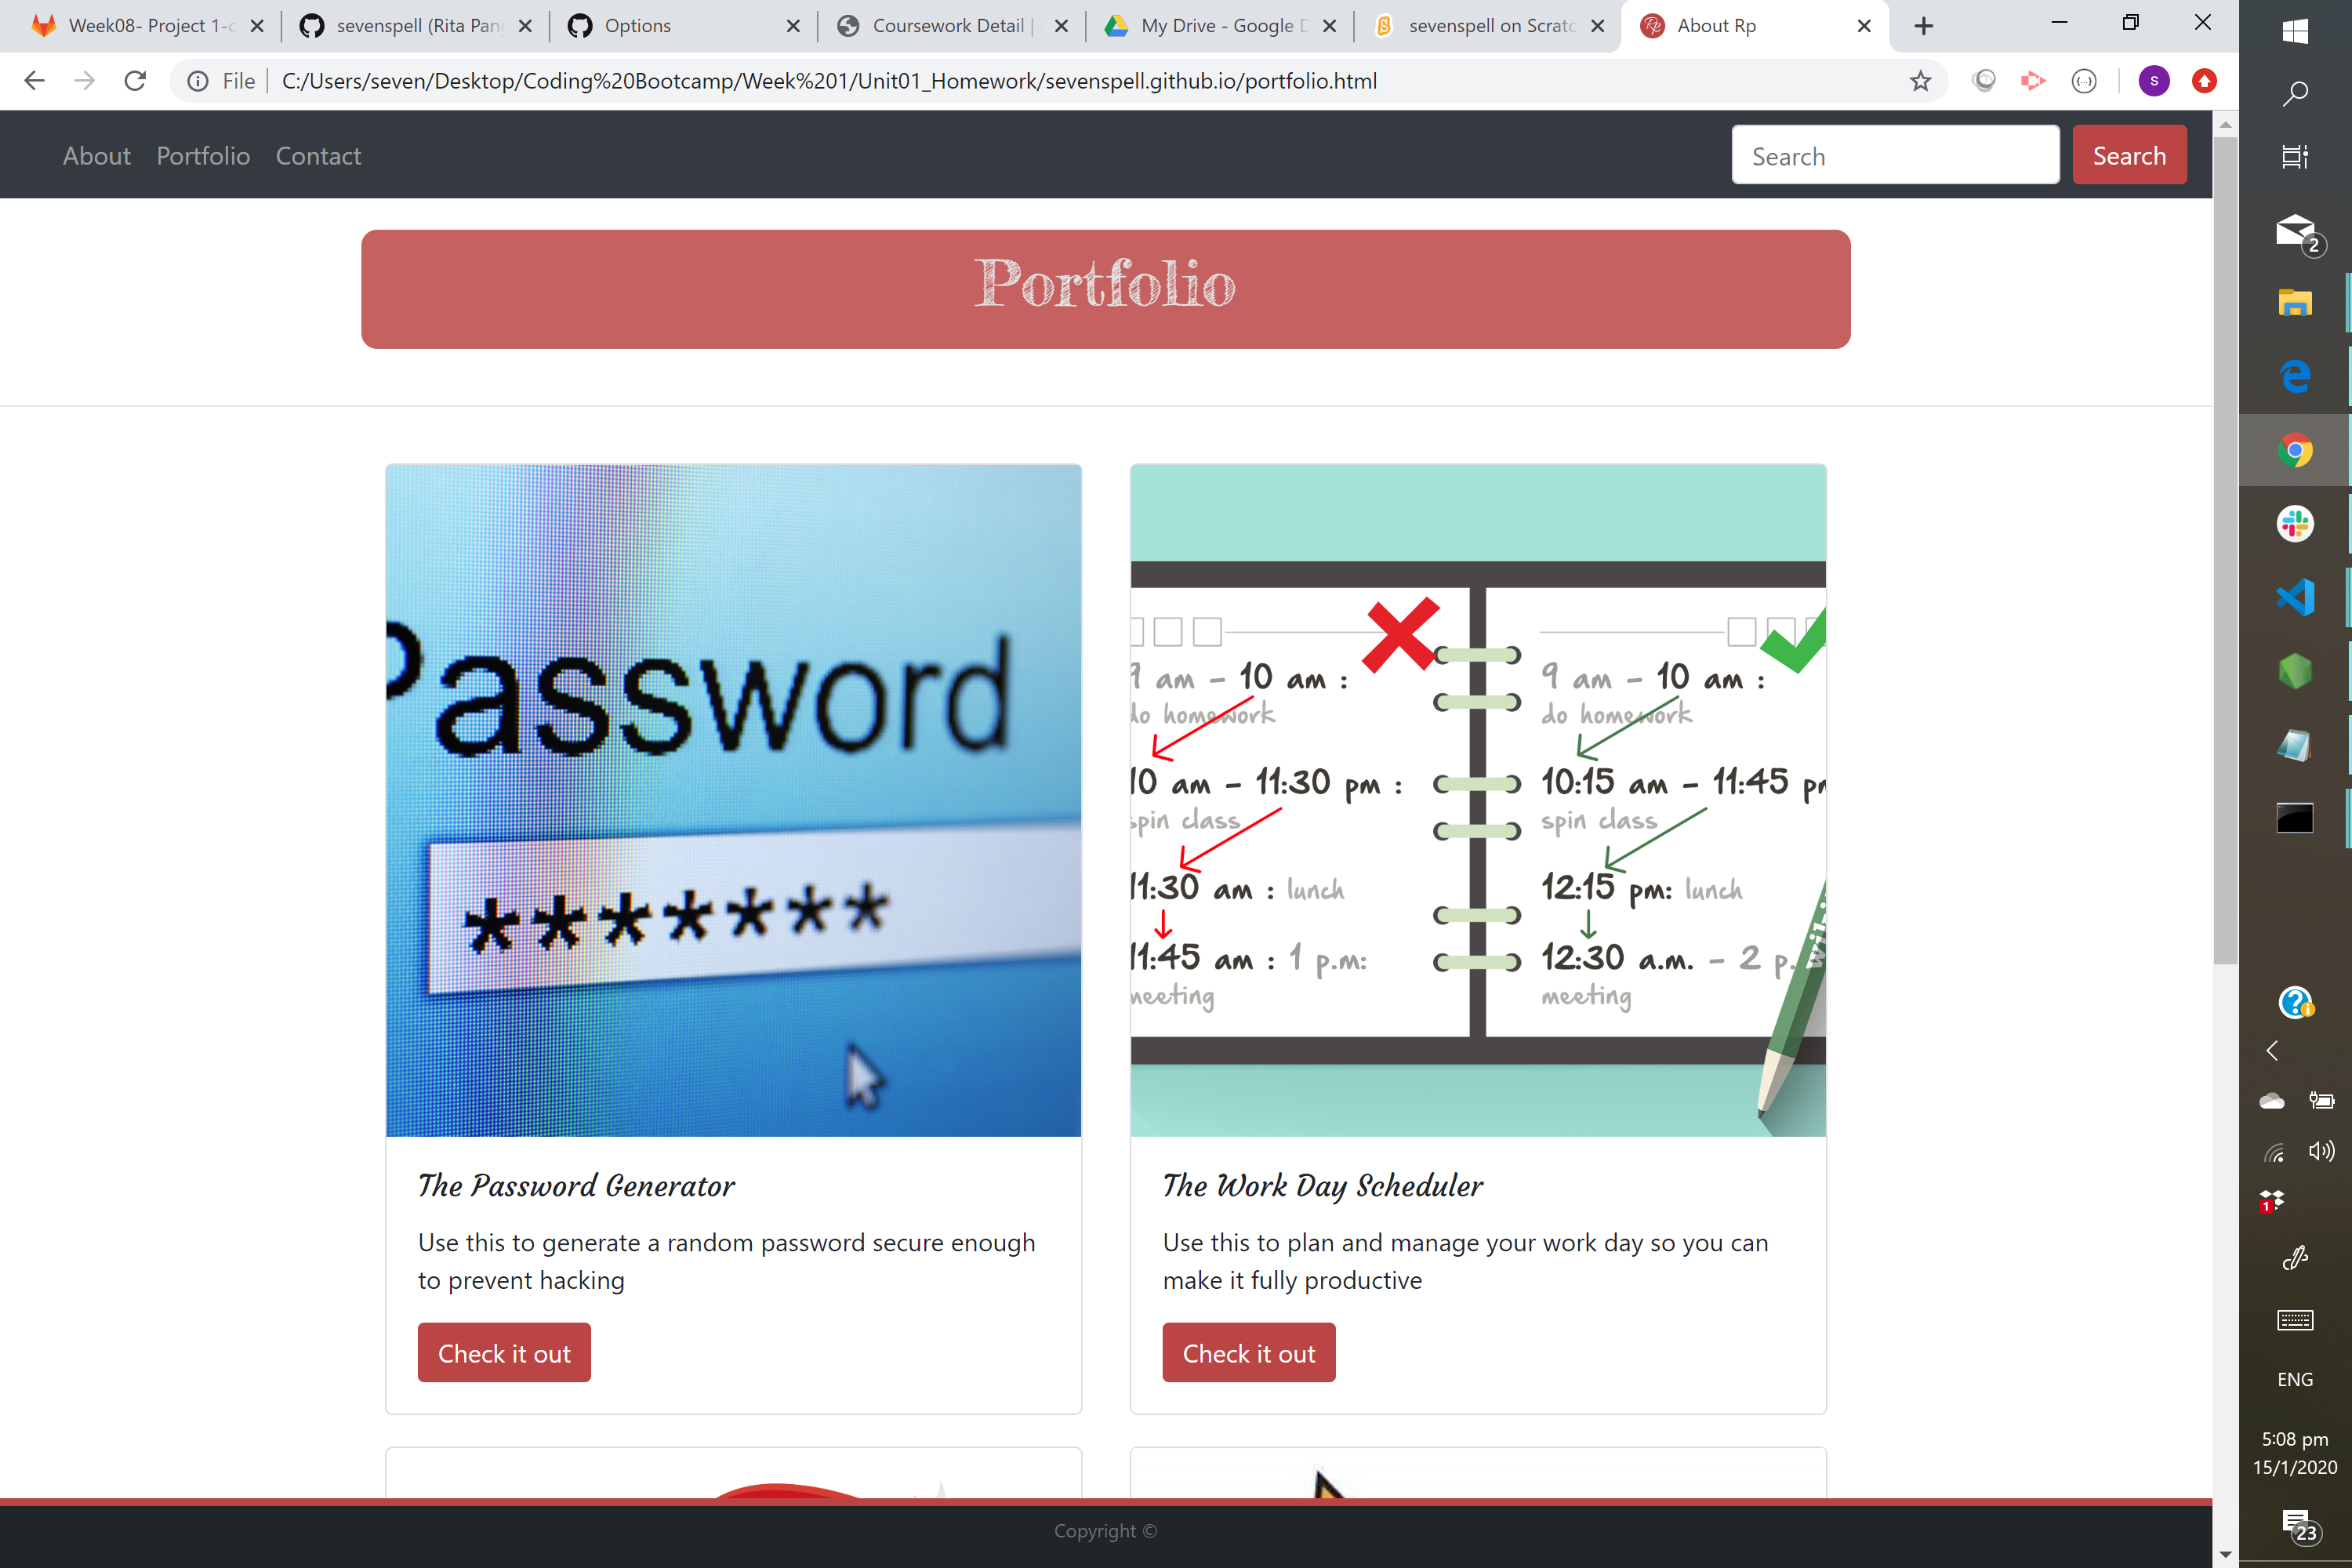 Week08- Project 1-c
sevenspell (Rita Pang
Options
Coursework Detail |
My Drive - Google D
sevenspell on Scratc
About Rp
File
C:/Users/seven/Desktop/Coding%20Bootcamp/Week%201/Unit01_Homework/sevenspell.github.io/portfolio.html
S
About Portfolio Contact
Search
Search
Portfolio
Password
*******
9 am - 10 am :
do homework
10 am - 11:30 pm :
spin class
11:30 am : lunch
11:45 am : 1 p.m:
meeting
9 am - 10 am :
do homework
10:15 am - 11:45 pm
spin class
12:15 pm: lunch
12:30 a.m. - 2 p.
meeting
The Password Generator
Use this to generate a random password secure enough
to prevent hacking
Check it out
The Work Day Scheduler
Use this to plan and manage your work day so you can
make it fully productive
Check it out
Copyright ©
2
1
ENG
5:08 pm
15/1/2020
23